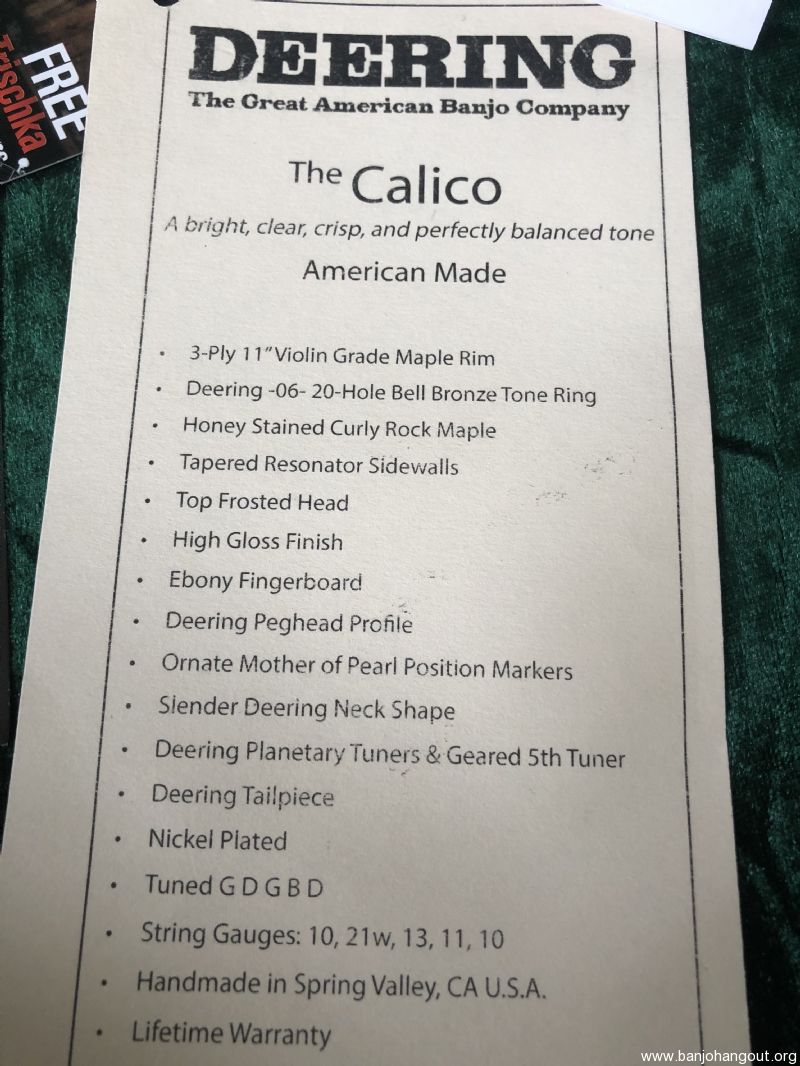 FREE
Trischka
DEERING
The Great American Banjo Company
The Calico
A bright, clear, crisp, and perfectly balanced tone
American Made
• 3-Ply 11" Violin Grade Maple Rim
• Deering -06- 20-Hole Bell Bronze Tone Ring
• Honey Stained Curly Rock Maple
• Tapered Resonator Sidewalls
• Top Frosted Head
• High Gloss Finish
• Ebony Fingerboard
• Deering Peghead Profile
• Ornate Mother of Pearl Position Markers
• Slender Deering Neck Shape
• Deering Planetary Tuners & Geared 5th Tuner
• Deering Tailpiece
• Nickel Plated
• Tuned G D G B D
• String Gauges: 10, 21w, 13, 11, 10
• Handmade in Spring Valley, CA U.S.A.
• Lifetime Warranty
www.banjohangout.org